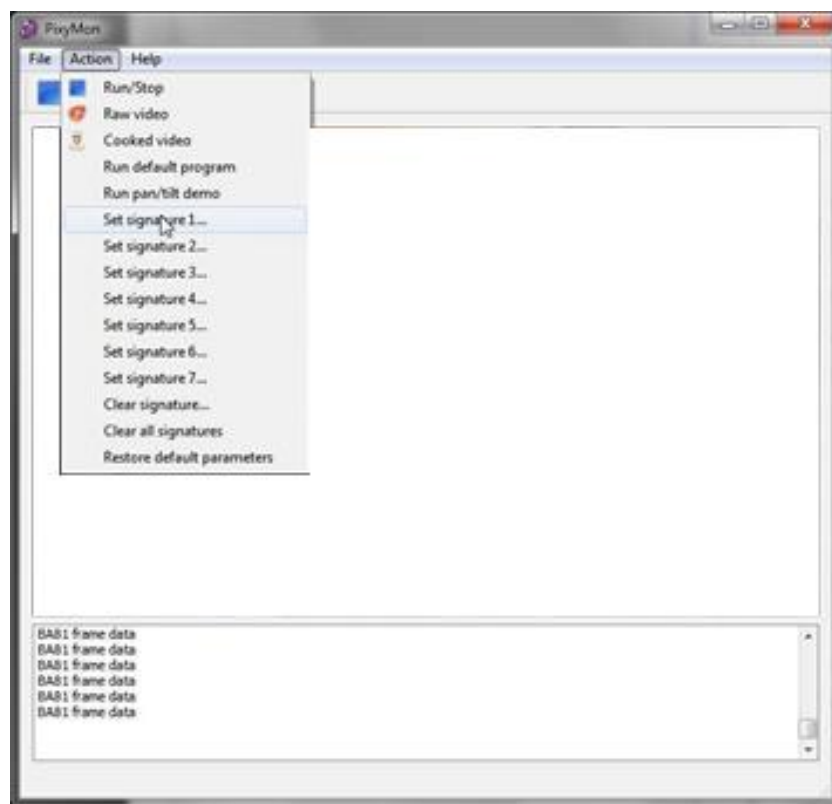 PixyMon
File Action Help
Run/Stop
Raw video
Cooked video
Run default program
Run pan/tilt demo
Set signature 1...
Set signature 2...
Set signature 3...
Set signature 4...
Set signature 5...
Set signature 6...
Set signature 7...
Clear signature...
Clear all signatures
Restore default parameters
BA81 frame data
BA81 frame data
BA81 frame data
BA81 frame data
BA81 frame data
BA81 frame data